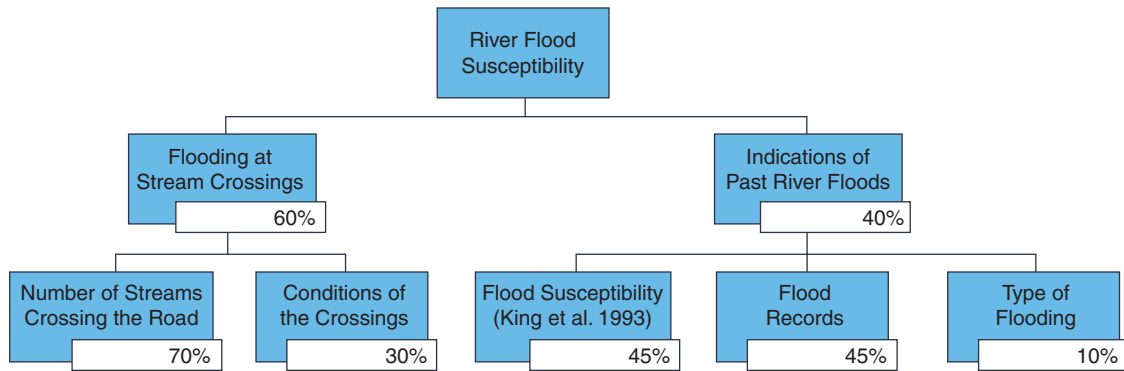 River Flood
Susceptibility
Flooding at
Stream Crossings
60%
Indications of
Past River Floods
40%
Number of Streams
Crossing the Road
70%
Conditions of
the Crossings
30%
Flood Susceptibility
(King et al. 1993)
45%
Flood
Records
45%
Type of
Flooding
10%